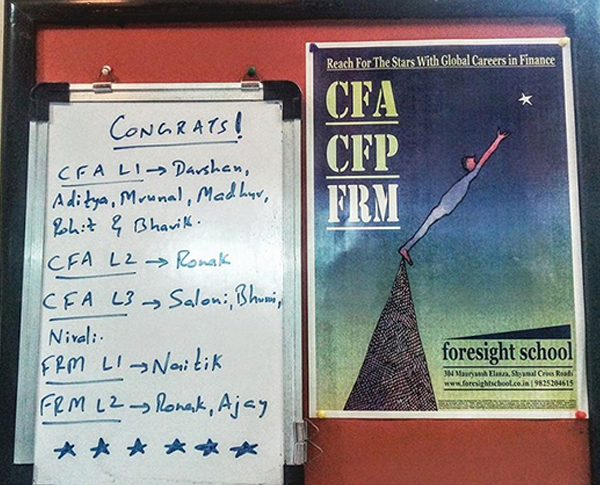 CONGRATS!
CFA L1 → Darshan,
Aditya, Mrunal, Madhur,
Rohit & Bhavik.
CFA L2 → Ronak
CFA L3 → Saloni, Bhumi,
Nirali.
FRM L1 → Naitik
FRM L2 → Ronak, Ajay
Reach For The Stars With Global Careers in Finance
CFA
CFP
FRM
foresight school
304 Mauryansh Elanza, Shyamal Cross Roads
www.foresightschool.co.in | 9825204615